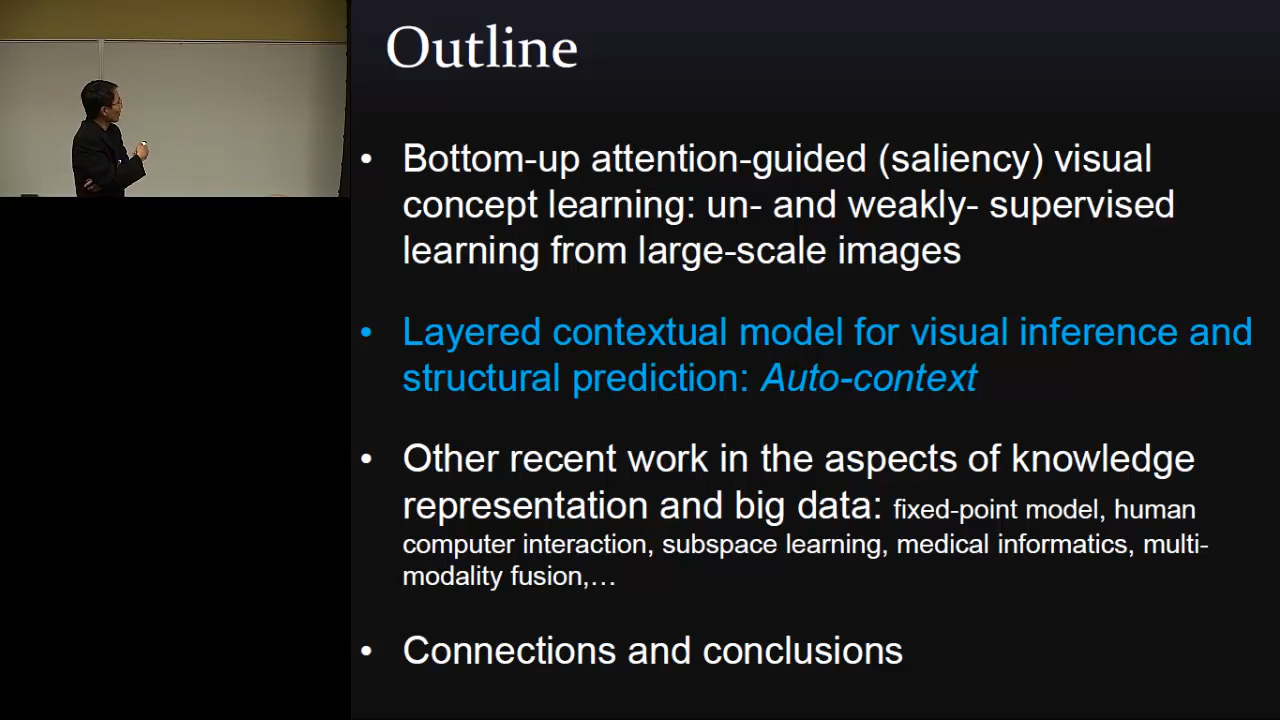 Outline
• Bottom-up attention-guided (saliency) visual
concept learning: un- and weakly- supervised
learning from large-scale images
• Layered contextual model for visual inference and
structural prediction: Auto-context
• Other recent work in the aspects of knowledge
representation and big data: fixed-point model, human
computer interaction, subspace learning, medical informatics, multi-
modality fusion,…
• Connections and conclusions